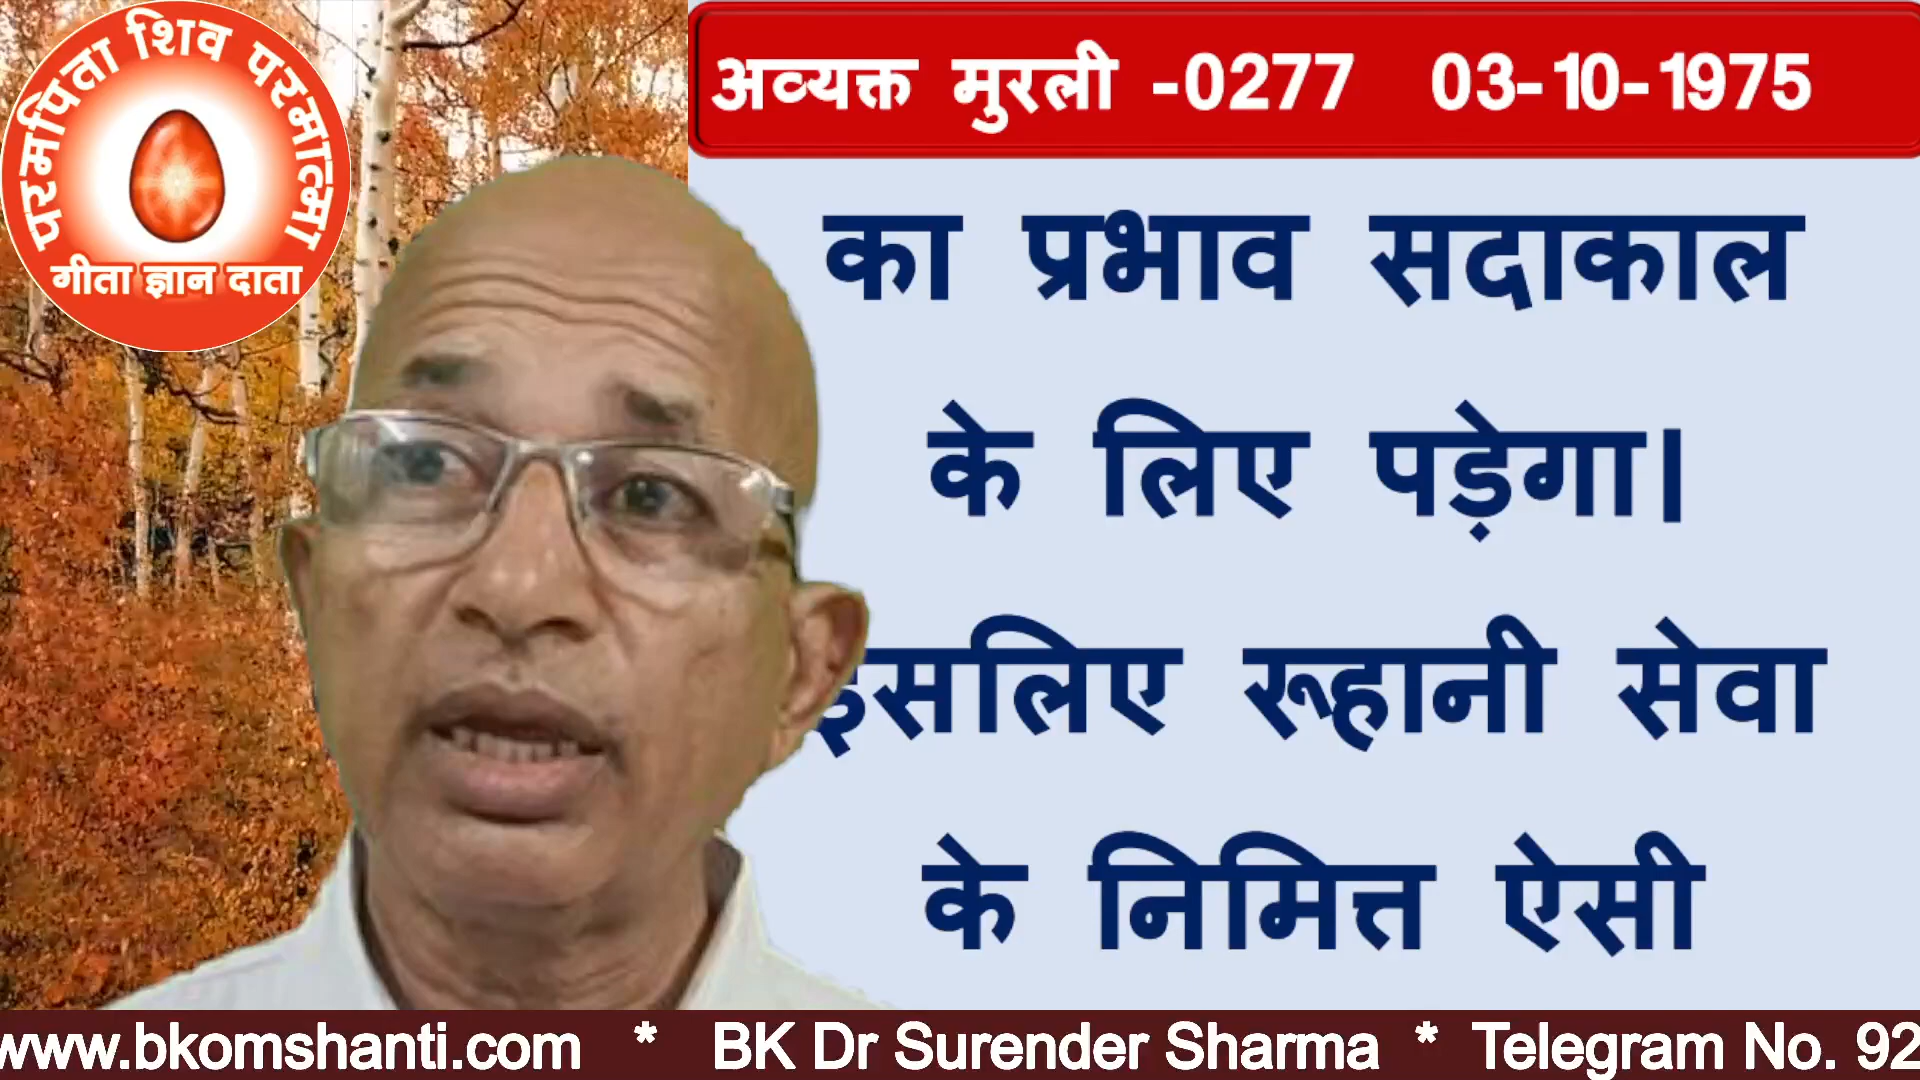 परमपिता शिव परमात्मा
गीता ज्ञान दाता
अव्यक्त मुरली -0277 03-10-1975
का प्रभाव सदाकाल
के लिए पड़ेगा।
इसलिए रूहानी सेवा
के निमित्त ऐसी
www.bkomshanti.com * BK Dr Surender Sharma * Telegram No. 92